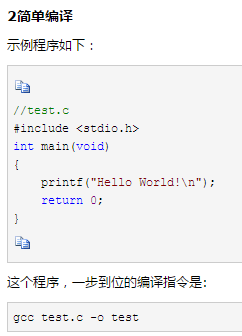 2简单编译
示例程序如下：
//test.c
#include <stdio.h>
int main(void)
{
    printf("Hello World!\n");
    return 0;
}
这个程序，一步到位的编译指令是:
gcc test.c -o test